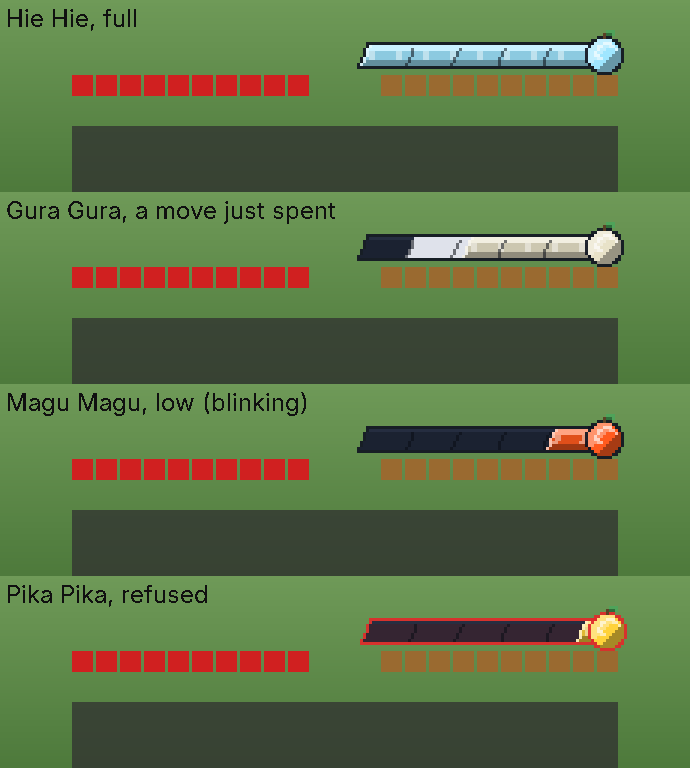 Hie Hie, full
Gura Gura, a move just spent
Magu Magu, low (blinking)
Pika Pika, refused